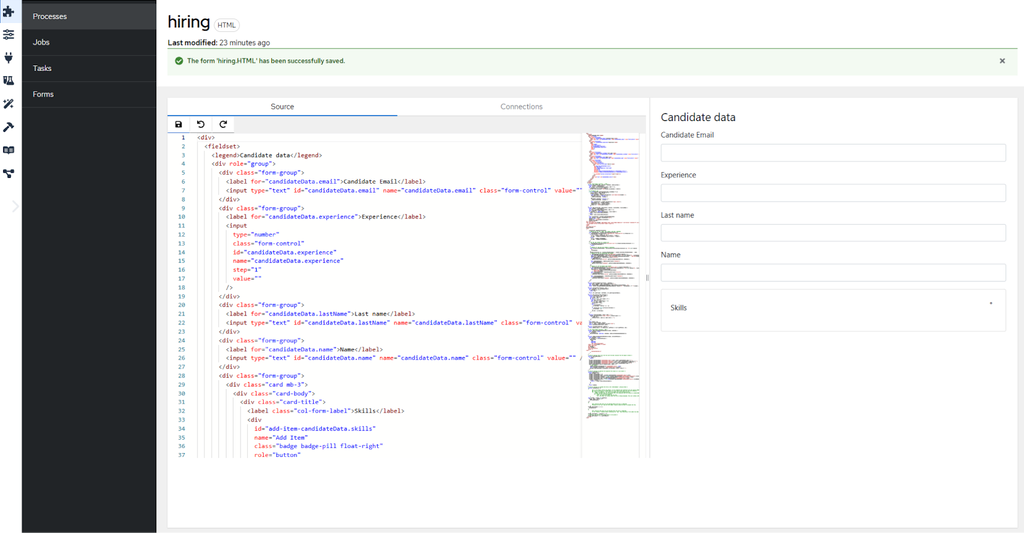 Processes
Jobs
Tasks
Forms
hiring HTML
Last modified: 23 minutes ago
The form 'hiring.HTML' has been successfully saved.
Source Connections
1 <div>
2 <fieldset>
3 <legend>Candidate data</legend>
4 <div role="group">
5 <div class="form-group">
6 <label for="candidateData.email">Candidate Email</label>
7 <input type="text" id="candidateData.email" name="candidateData.email" class="form-control" value=""
8 </div>
9 <div class="form-group">
10 <label for="candidateData.experience">Experience</label>
11 <input
12 type="number"
13 class="form-control"
14 id="candidateData.experience"
15 name="candidateData.experience"
16 step="1"
17 value=""
18 />
19 </div>
20 <div class="form-group">
21 <label for="candidateData.lastName">Last name</label>
22 <input type="text" id="candidateData.lastName" name="candidateData.lastName" class="form-control" va
23 </div>
24 <div class="form-group">
25 <label for="candidateData.name">Name</label>
26 <input type="text" id="candidateData.name" name="candidateData.name" class="form-control" value="" /
27 </div>
28 <div class="form-group">
29 <div class="card mb-3">
30 <div class="card-body">
31 <div class="card-title">
32 <label class="col-form-label">Skills</label>
33 <div
34 id="add-item-candidateData.skills"
35 name="Add Item"
36 class="badge badge-pill float-right"
37 role="button"
Candidate data
Candidate Email
Experience
Last name
Name
Skills